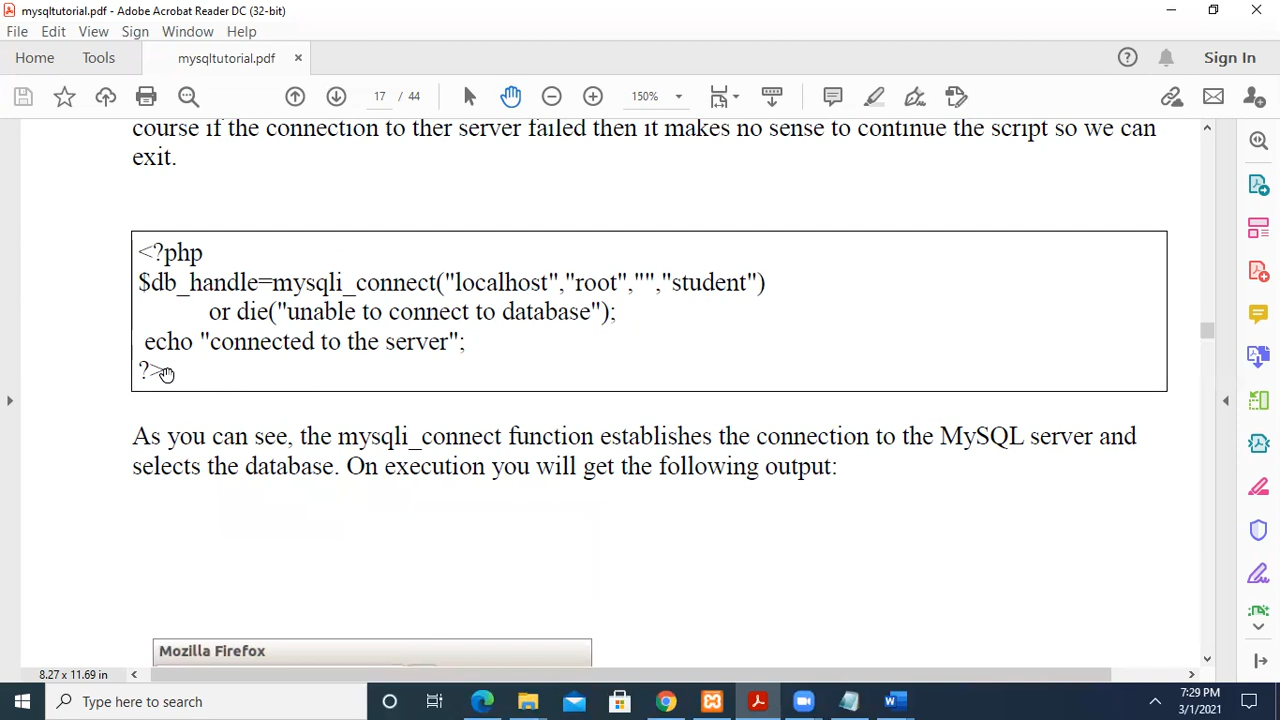 mysqltutorial.pdf - Adobe Acrobat Reader DC (32-bit)
File Edit View Sign Window Help
Home Tools mysqltutorial.pdf × Sign In
17 / 44 150%
course if the connection to ther server failed then it makes no sense to continue the script so we can
exit.
<?php
$db_handle=mysqli_connect("localhost","root","","student")
or die("unable to connect to database");
echo "connected to the server";
?>
As you can see, the mysqli_connect function establishes the connection to the MySQL server and
selects the database. On execution you will get the following output:
Mozilla Firefox
8.27 x 11.69 in
Type here to search
7:29 PM
3/1/2021